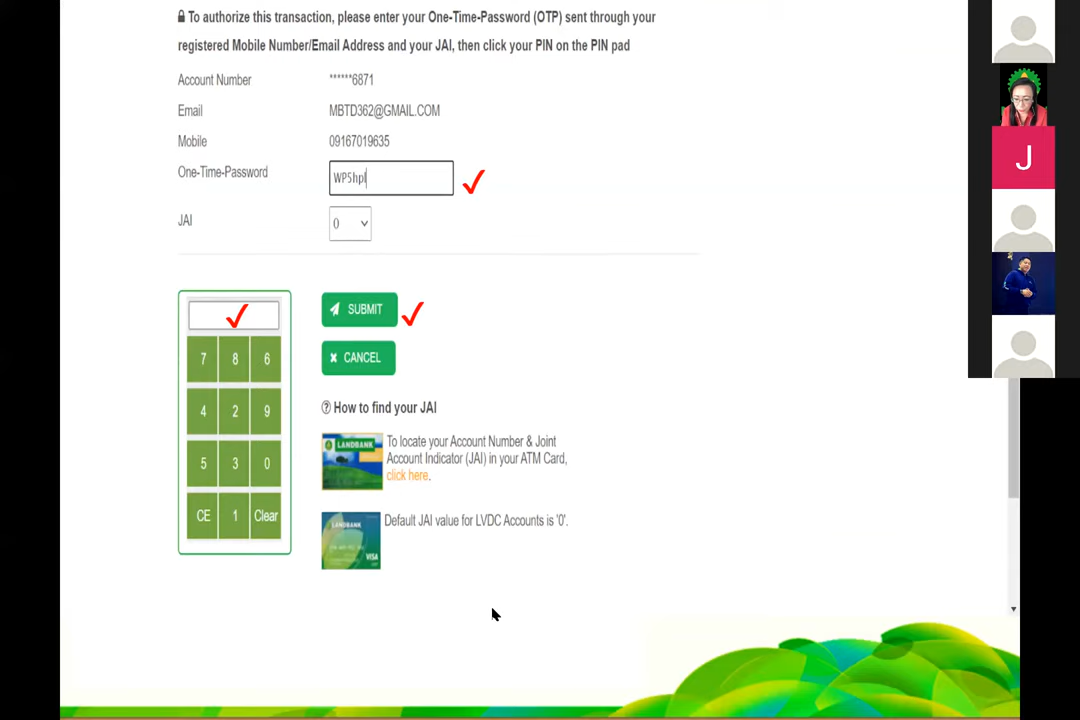 To authorize this transaction, please enter your One-Time-Password (OTP) sent through your
registered Mobile Number/Email Address and your JAI, then click your PIN on the PIN pad
Account Number ******6871
Email MBTD362@GMAIL.COM
Mobile 09167019635
One-Time-Password WP5hpl
JAI 0
SUBMIT
CANCEL
7 8 6
4 2 9
5 3 0
CE 1 Clear
How to find your JAI
LANDBANK
To locate your Account Number & Joint
Account Indicator (JAI) in your ATM Card,
click here.
LANDBANK
VISA
Default JAI value for LVDC Accounts is '0'.
J